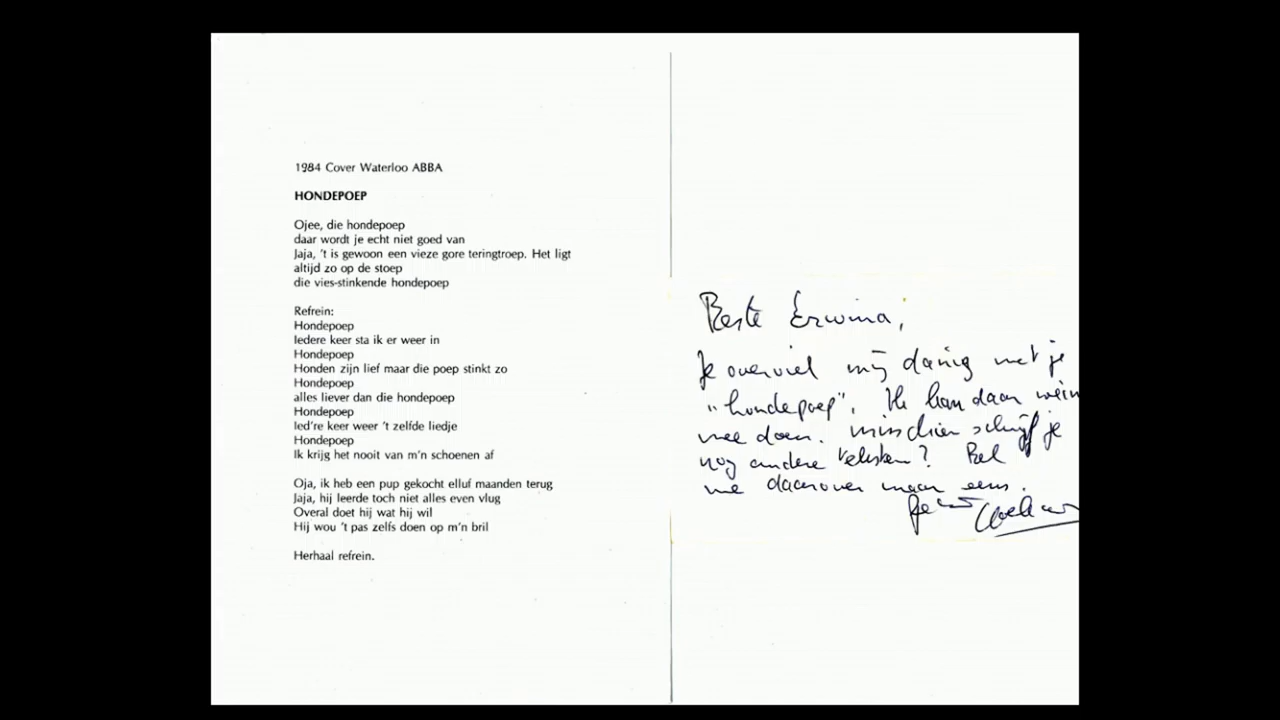 1984 Cover Waterloo ABBA
HONDEPOEP
Ojee, die hondepoep
daar wordt je echt niet goed van
Jaja, 't is gewoon een vieze gore teringtroep. Het ligt
altijd zo op de stoep
die vies-stinkende hondepoep
Refrein:
Hondepoep
Iedere keer sta ik er weer in
Hondepoep
Honden zijn lief maar die poep stinkt zo
Hondepoep
alles liever dan die hondepoep
Hondepoep
Ied're keer weer 't zelfde liedje
Hondepoep
Ik krijg het nooit van m'n schoenen af
Oja, ik heb een pup gekocht elluf maanden terug
Jaja, hij leerde toch niet alles even vlug
Overal doet hij wat hij wil
Hij wou 't pas zelfs doen op m'n bril
Herhaal refrein.
Beste Erwina,
Je overviel mij danig met je
"hondepoep". Ik kan daar wein
mee doen. misschien schrijf je
nog andere teksten? Bel
me daarover maar eens.